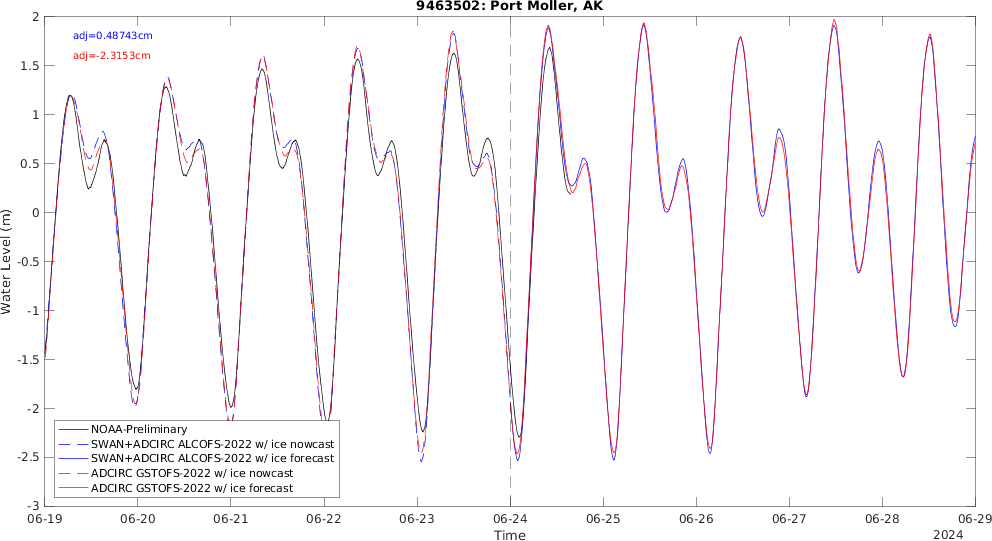 9463502: Port Moller, AK
adj=0.48743cm
adj=-2.3153cm
Water Level (m)
2
1.5
1
0.5
0
-0.5
-1
-1.5
-2
-2.5
-3
NOAA-Preliminary
SWAN+ADCIRC ALCOFS-2022 w/ ice nowcast
SWAN+ADCIRC ALCOFS-2022 w/ ice forecast
ADCIRC GSTOFS-2022 w/ ice nowcast
ADCIRC GSTOFS-2022 w/ ice forecast
06-19 06-20 06-21 06-22 06-23 06-24 06-25 06-26 06-27 06-28 06-29
Time
2024